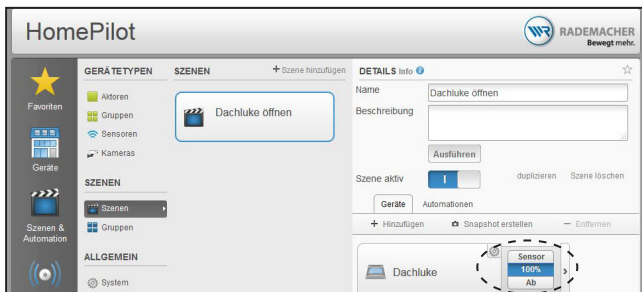 HomePilot
WR RADEMACHER
Bewegt mehr.
Favoriten
Geräte
Szenen &
Automation
GERÄTETYPEN
Aktoren
Gruppen
Sensoren
Kameras
SZENEN
Szenen
Gruppen
ALLGEMEIN
System
SZENEN + Szene hinzufügen
Dachluke öffnen
DETAILS Info i
Name Dachluke öffnen
Beschreibung
Ausführen
Szene aktiv I duplizieren Szene löschen
Geräte Automationen
+ Hinzufügen Snapshot erstellen – Entfernen
Dachluke
Sensor
100%
Ab